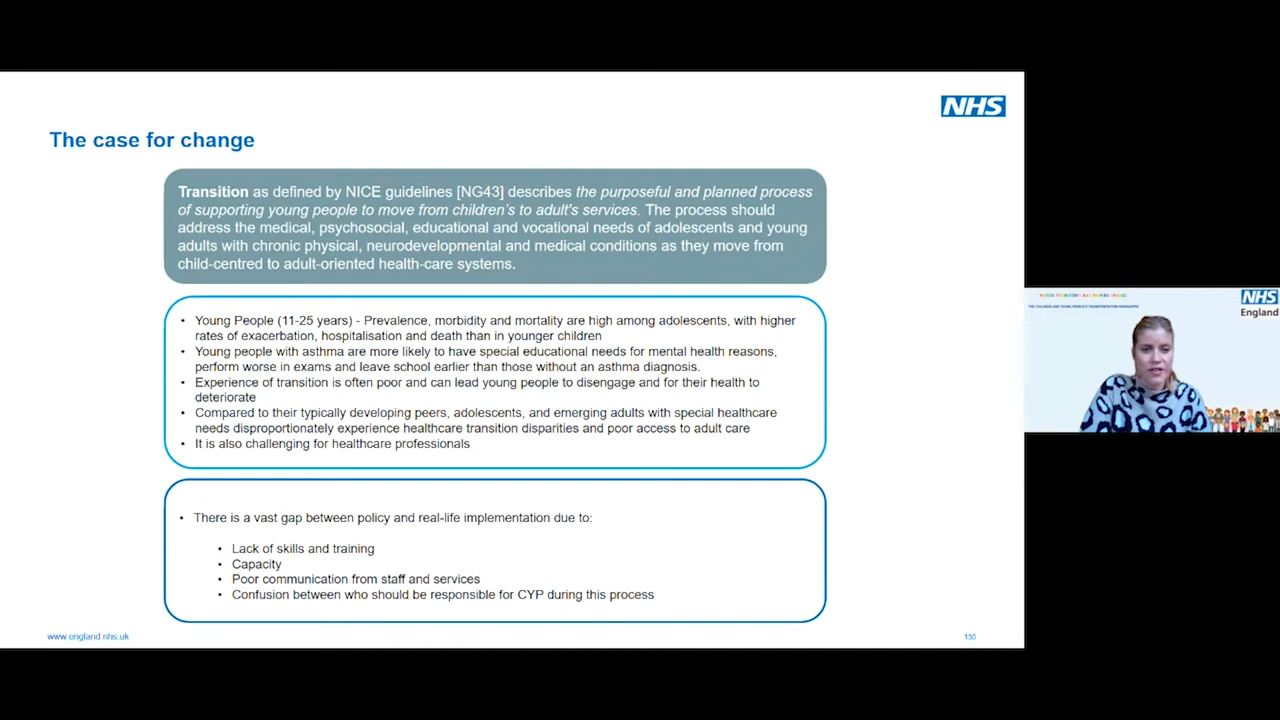 NHS
The case for change
Transition as defined by NICE guidelines [NG43] describes the purposeful and planned process
of supporting young people to move from children's to adult's services. The process should
address the medical, psychosocial, educational and vocational needs of adolescents and young
adults with chronic physical, neurodevelopmental and medical conditions as they move from
child-centred to adult-oriented health-care systems.
• Young People (11-25 years) - Prevalence, morbidity and mortality are high among adolescents, with higher
rates of exacerbation, hospitalisation and death than in younger children
• Young people with asthma are more likely to have special educational needs for mental health reasons,
perform worse in exams and leave school earlier than those without an asthma diagnosis.
• Experience of transition is often poor and can lead young people to disengage and for their health to
deteriorate
• Compared to their typically developing peers, adolescents, and emerging adults with special healthcare
needs disproportionately experience healthcare transition disparities and poor access to adult care
• It is also challenging for healthcare professionals
• There is a vast gap between policy and real-life implementation due to:
• Lack of skills and training
• Capacity
• Poor communication from staff and services
• Confusion between who should be responsible for CYP during this process
www.england.nhs.uk
NHS
England
THE CHILDREN AND YOUNG PEOPLE'S TRANSFORMATION PROGRAMME